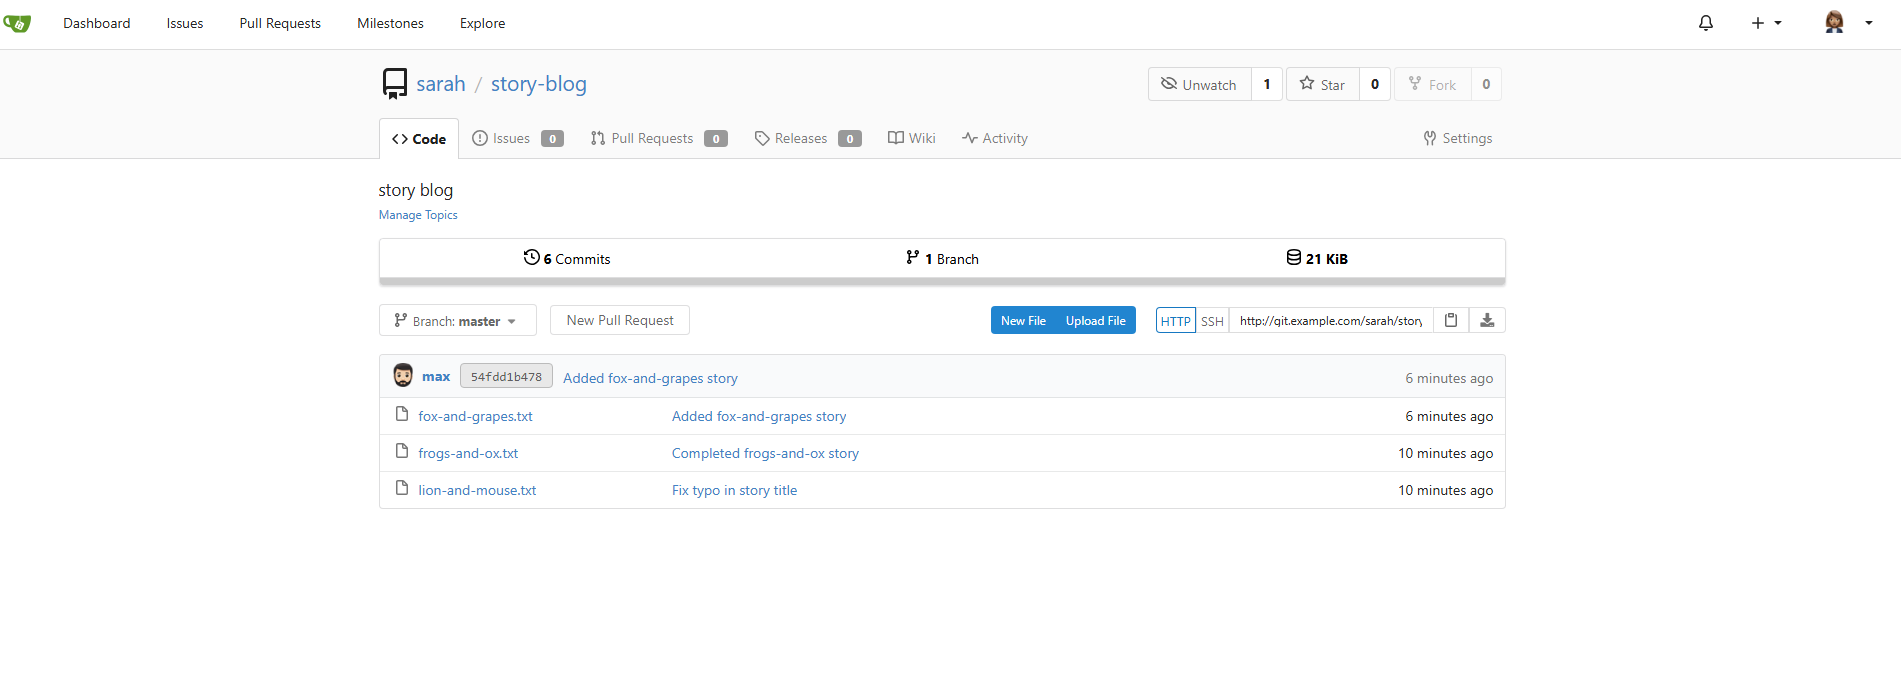 Dashboard Issues Pull Requests Milestones Explore
sarah / story-blog Unwatch 1 Star 0 Fork 0
Code Issues 0 Pull Requests 0 Releases 0 Wiki Activity Settings
story blog
Manage Topics
6 Commits 1 Branch 21 KiB
Branch: master New Pull Request New File Upload File HTTP SSH http://git.example.com/sarah/story
max 54fdd1b478 Added fox-and-grapes story 6 minutes ago
fox-and-grapes.txt Added fox-and-grapes story 6 minutes ago
frogs-and-ox.txt Completed frogs-and-ox story 10 minutes ago
lion-and-mouse.txt Fix typo in story title 10 minutes ago